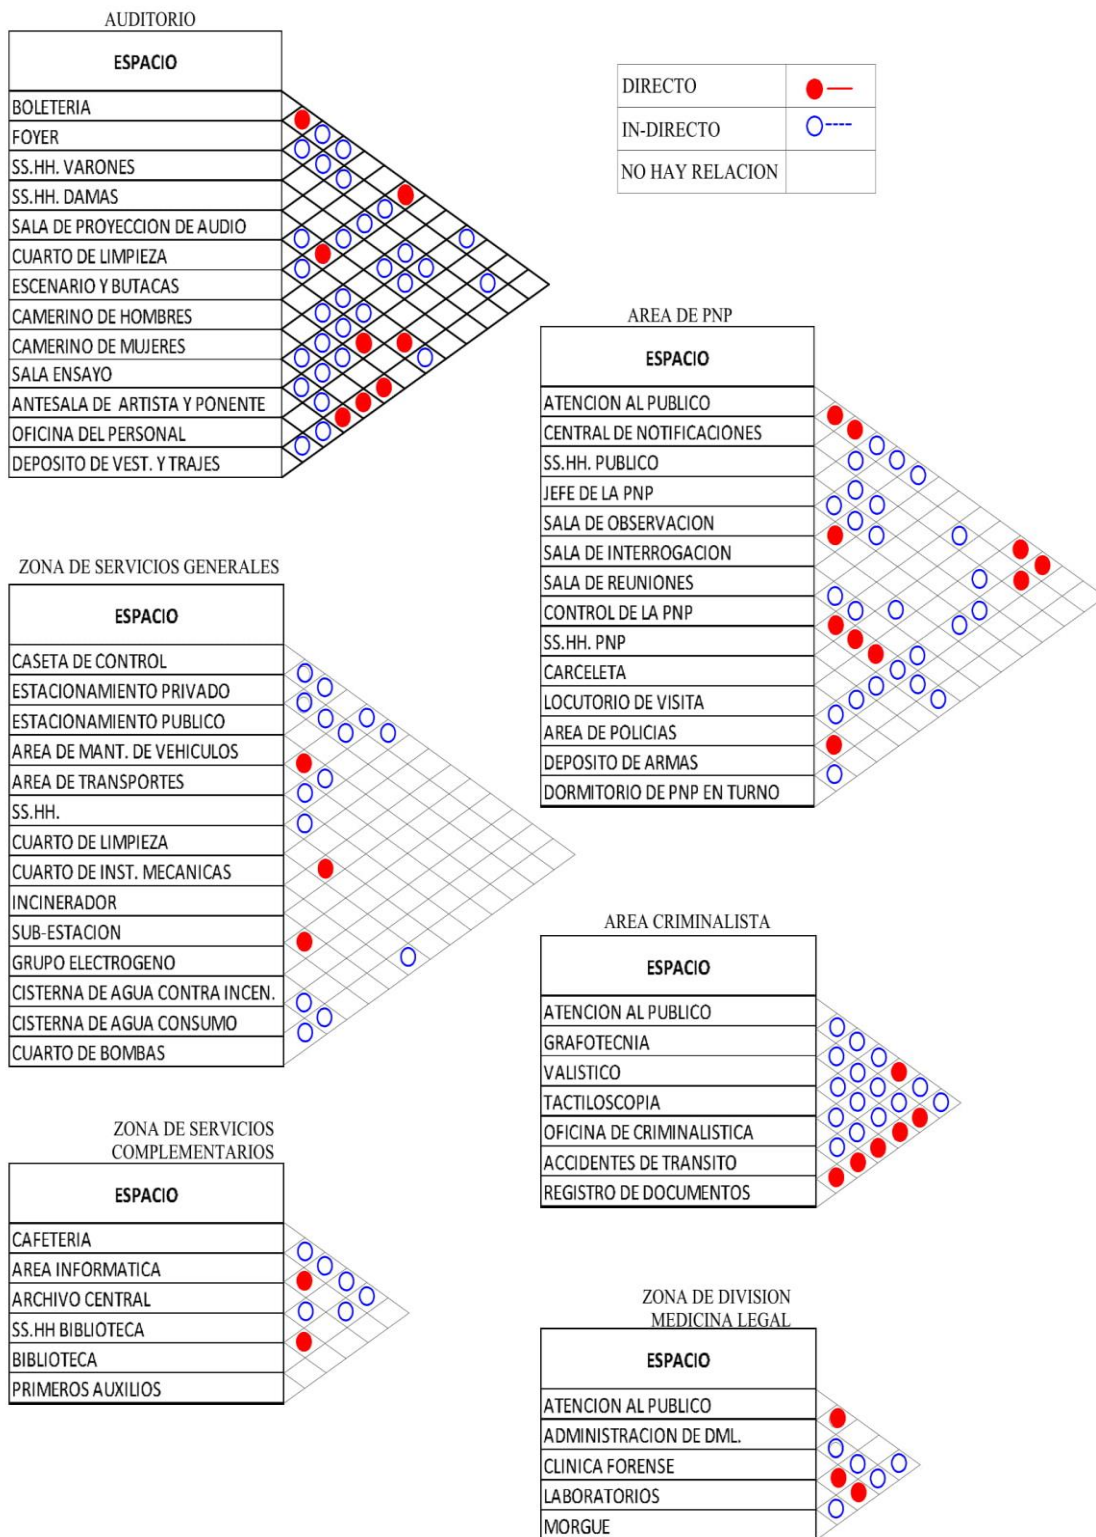 AUDITORIO
ESPACIO
BOLETERIA
FOYER
SS.HH. VARONES
SS.HH. DAMAS
SALA DE PROYECCION DE AUDIO
CUARTO DE LIMPIEZA
ESCENARIO Y BUTACAS
CAMERINO DE HOMBRES
CAMERINO DE MUJERES
SALA ENSAYO
ANTESALA DE ARTISTA Y PONENTE
OFICINA DEL PERSONAL
DEPOSITO DE VEST. Y TRAJES
DIRECTO
IN-DIRECTO
NO HAY RELACION
AREA DE PNP
ESPACIO
ATENCION AL PUBLICO
CENTRAL DE NOTIFICACIONES
SS.HH. PUBLICO
JEFE DE LA PNP
SALA DE OBSERVACION
SALA DE INTERROGACION
SALA DE REUNIONES
CONTROL DE LA PNP
SS.HH. PNP
CARCELETA
LOCUTORIO DE VISITA
AREA DE POLICIAS
DEPOSITO DE ARMAS
DORMITORIO DE PNP EN TURNO
ZONA DE SERVICIOS GENERALES
ESPACIO
CASETA DE CONTROL
ESTACIONAMIENTO PRIVADO
ESTACIONAMIENTO PUBLICO
AREA DE MANT. DE VEHICULOS
AREA DE TRANSPORTES
SS.HH.
CUARTO DE LIMPIEZA
CUARTO DE INST. MECANICAS
INCINERADOR
SUB-ESTACION
GRUPO ELECTROGENO
CISTERNA DE AGUA CONTRA INCEN.
CISTERNA DE AGUA CONSUMO
CUARTO DE BOMBAS
AREA CRIMINALISTA
ESPACIO
ATENCION AL PUBLICO
GRAFOTECNIA
VALISTICO
TACTILOSCOPIA
OFICINA DE CRIMINALISTICA
ACCIDENTES DE TRANSITO
REGISTRO DE DOCUMENTOS
ZONA DE SERVICIOS
COMPLEMENTARIOS
ESPACIO
CAFETERIA
AREA INFORMATICA
ARCHIVO CENTRAL
SS.HH BIBLIOTECA
BIBLIOTECA
PRIMEROS AUXILIOS
ZONA DE DIVISION
MEDICINA LEGAL
ESPACIO
ATENCION AL PUBLICO
ADMINISTRACION DE DML.
CLINICA FORENSE
LABORATORIOS
MORGUE